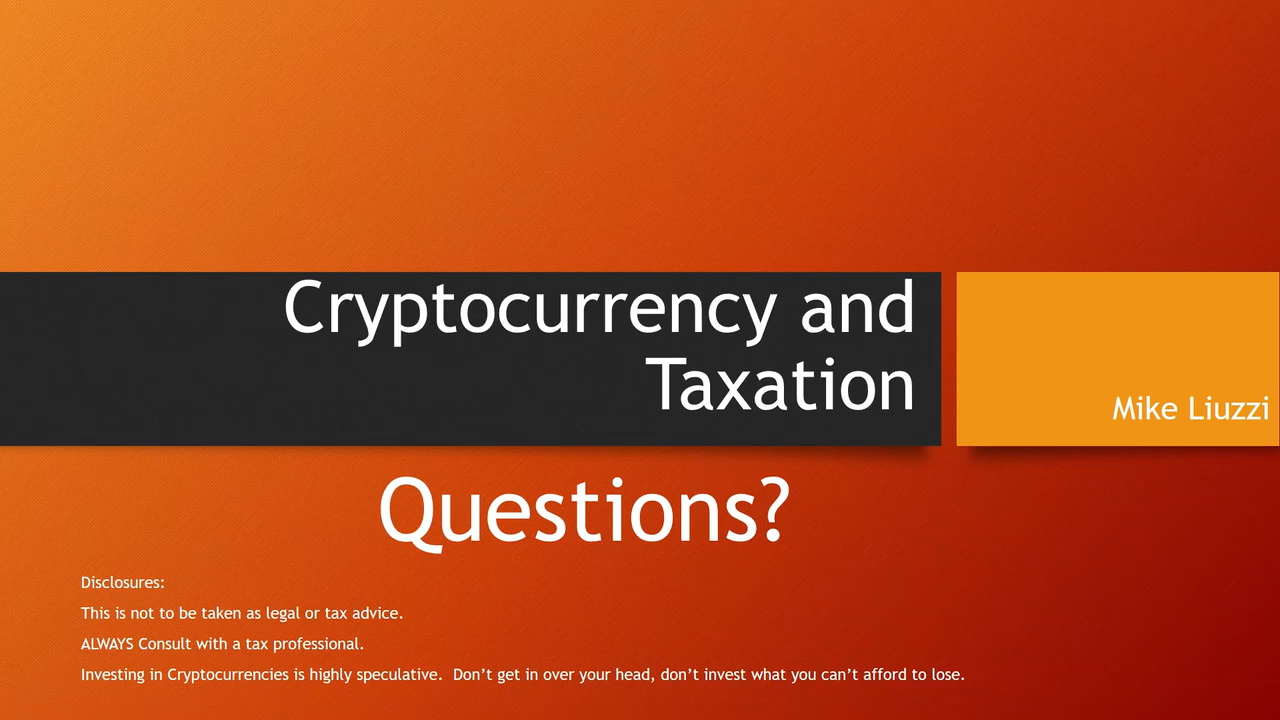 Cryptocurrency and
Taxation
Mike Liuzzi
Questions?
Disclosures:
This is not to be taken as legal or tax advice.
ALWAYS Consult with a tax professional.
Investing in Cryptocurrencies is highly speculative.  Don’t get in over your head, don’t invest what you can’t afford to lose.